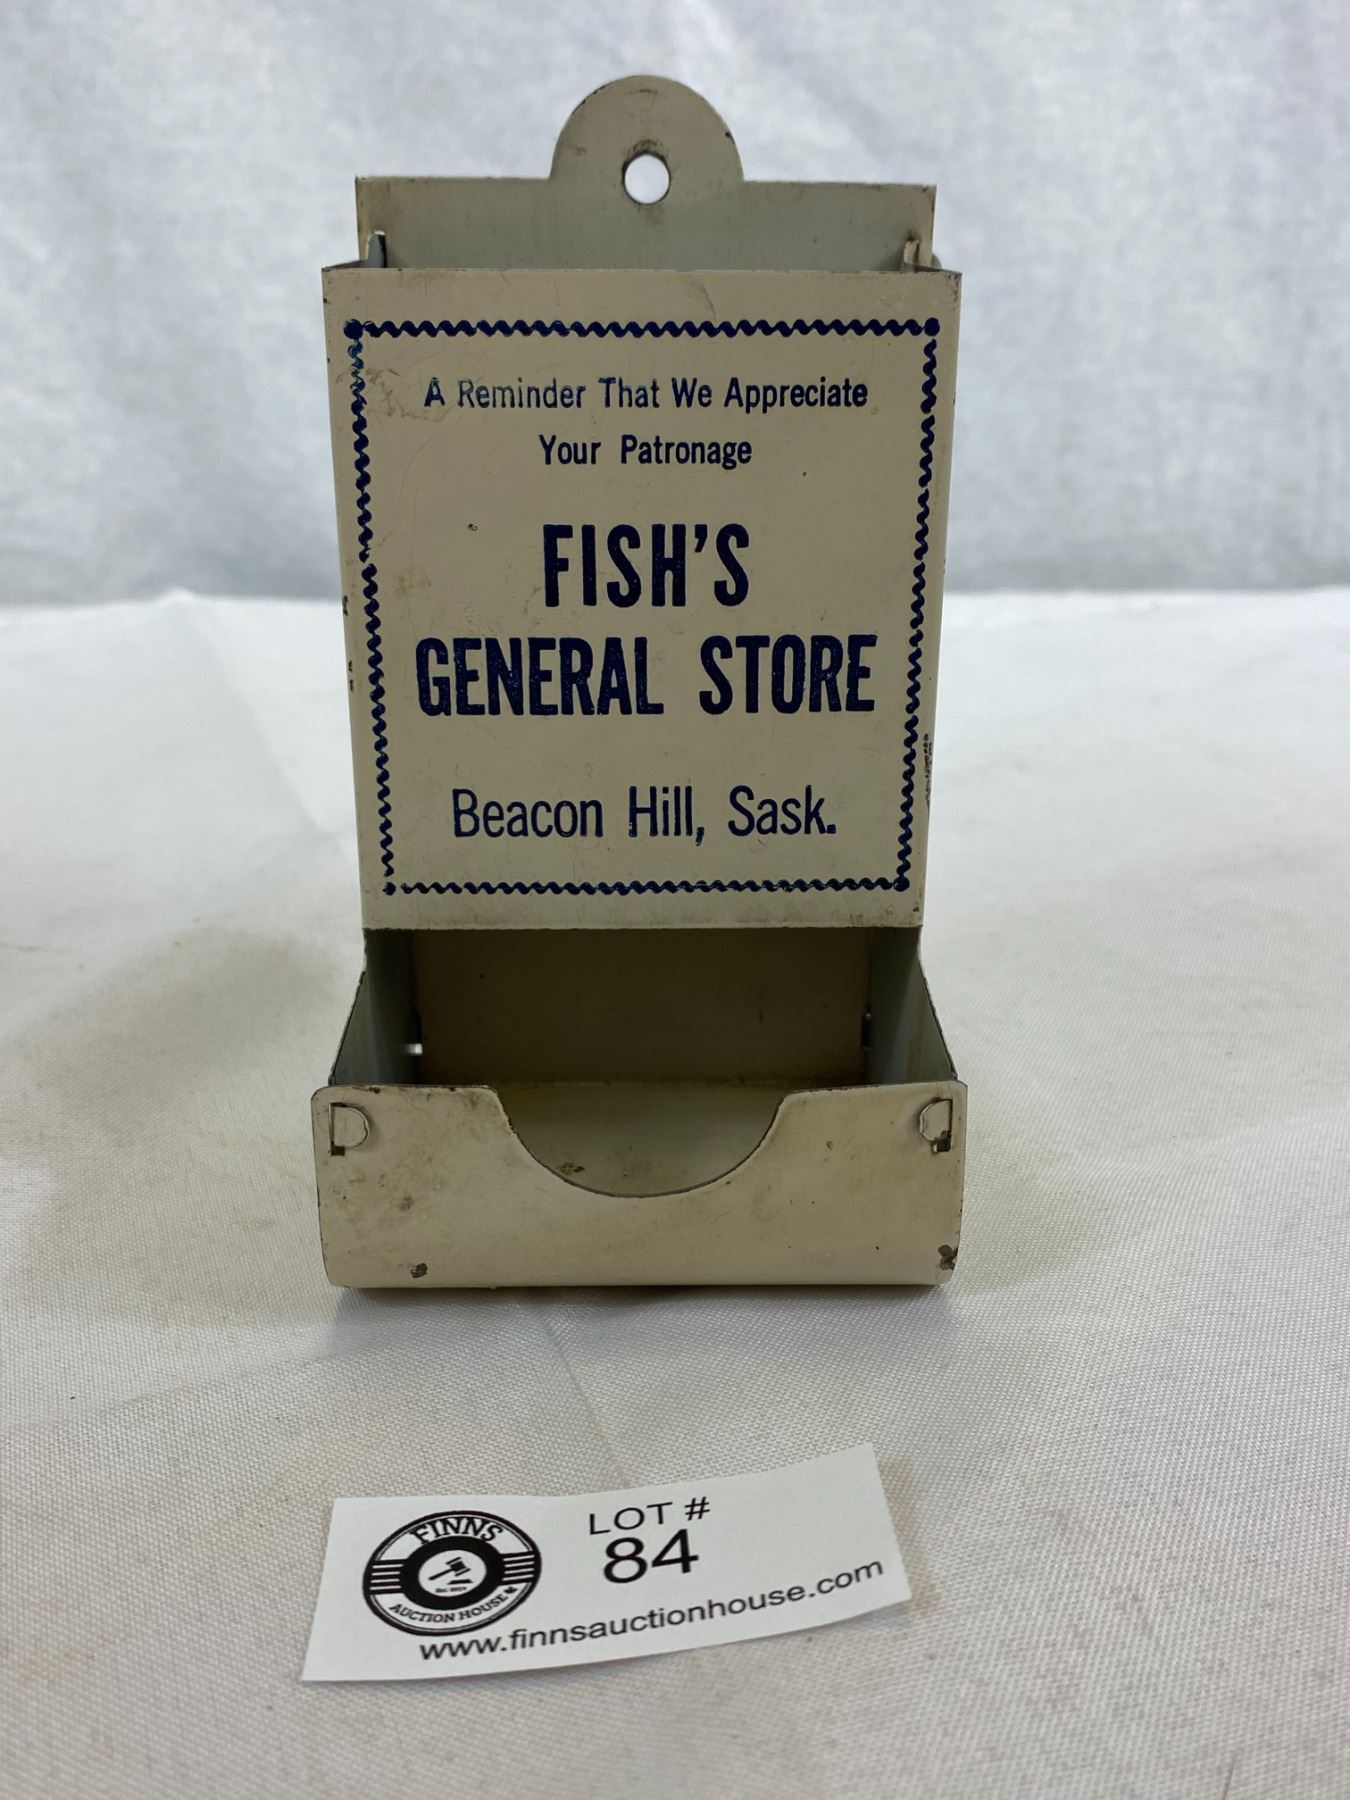 A Reminder That We Appreciate
Your Patronage
FISH'S
GENERAL STORE
Beacon Hill, Sask.
FINNS
AUCTION HOUSE
LOT #
84
www.finnsauctionhouse.com